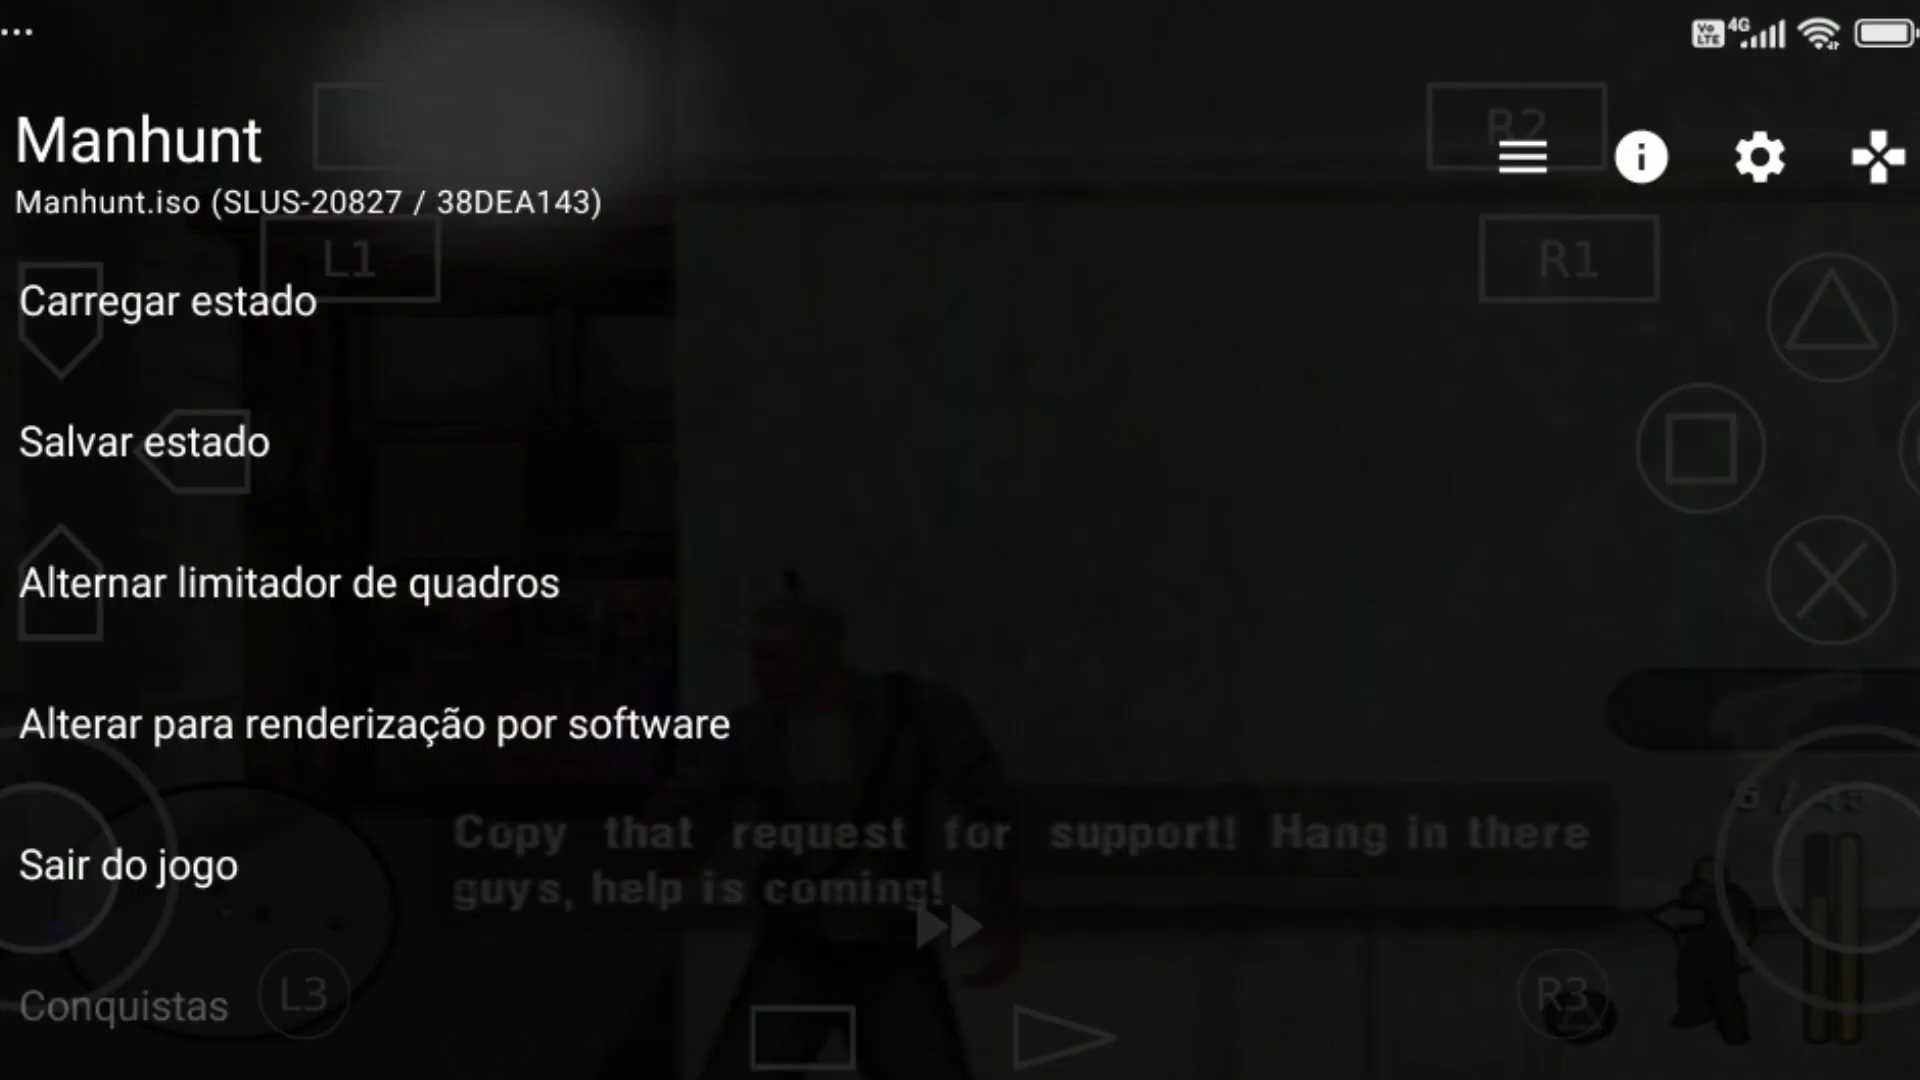 ...
VoLTE 4G
Manhunt
Manhunt.iso (SLUS-20827 / 38DEA143)
R2
L1
R1
Carregar estado
Salvar estado
Alternar limitador de quadros
Alterar para renderização por software
Copy that request for support! Hang in there
guys, help is coming!
Sair do jogo
Conquistas
L3
R3